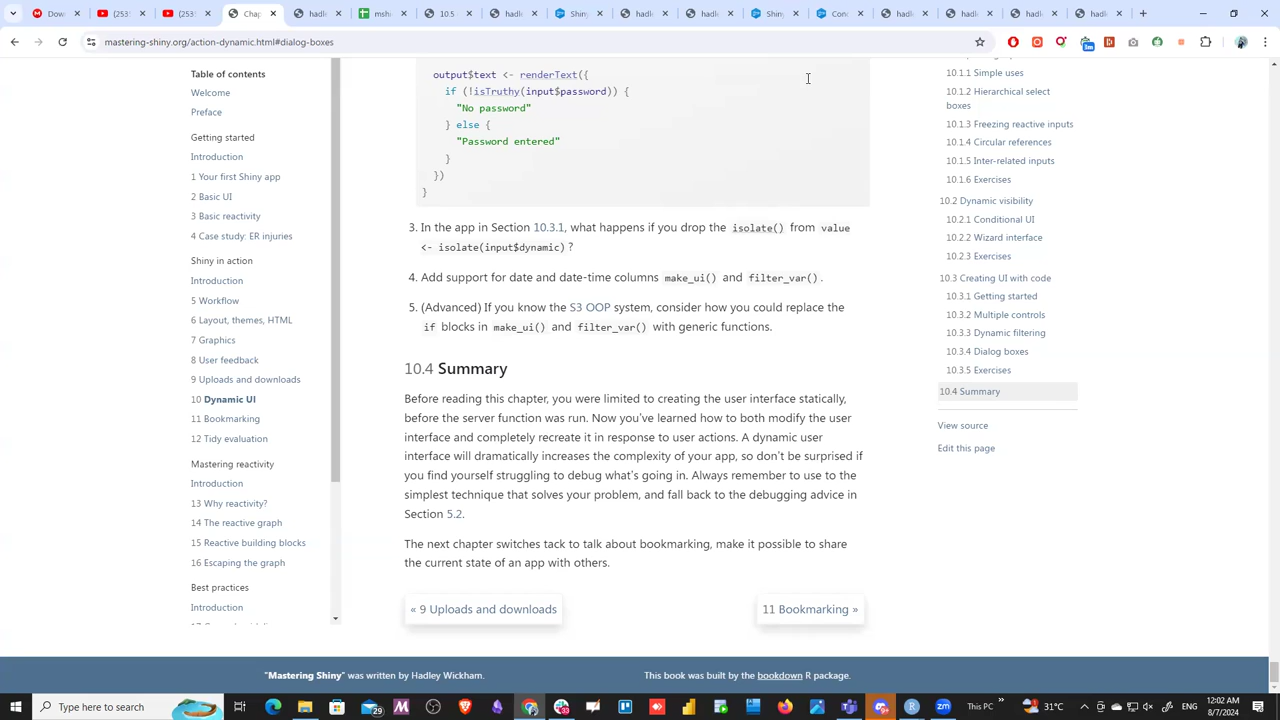 Down
(253)
(55)
mastering-shiny.org/action-dynamic.html#dialog-boxes
Table of contents
Welcome
Preface
Getting started
Introduction
1 Your first Shiny app
2 Basic UI
3 Basic reactivity
4 Case study: ER injuries
Shiny in action
Introduction
5 Workflow
6 Layout, themes, HTML
7 Graphics
8 User feedback
9 Uploads and downloads
10 Dynamic UI
11 Bookmarking
12 Tidy evaluation
Mastering reactivity
Introduction
13 Why reactivity?
14 The reactive graph
15 Reactive building blocks
16 Escaping the graph
Best practices
Introduction
output$text <- renderText({
if (!isTruthy(input$password)) {
"No password"
} else {
"Password entered"
}
})
}
3. In the app in Section 10.3.1, what happens if you drop the isolate() from value
<- isolate(input$dynamic)?
4. Add support for date and date-time columns make_ui() and filter_var().
5. (Advanced) If you know the S3 OOP system, consider how you could replace the
if blocks in make_ui() and filter_var() with generic functions.
10.4 Summary
Before reading this chapter, you were limited to creating the user interface statically,
before the server function was run. Now you've learned how to both modify the user
interface and completely recreate it in response to user actions. A dynamic user
interface will dramatically increases the complexity of your app, so don't be surprised if
you find yourself struggling to debug what's going in. Always remember to use to the
simplest technique that solves your problem, and fall back to the debugging advice in
Section 5.2.
The next chapter switches tack to talk about bookmarking, make it possible to share
the current state of an app with others.
« 9 Uploads and downloads
11 Bookmarking »
10.1.1 Simple uses
10.1.2 Hierarchical select
boxes
10.1.3 Freezing reactive inputs
10.1.4 Circular references
10.1.5 Inter-related inputs
10.1.6 Exercises
10.2 Dynamic visibility
10.2.1 Conditional UI
10.2.2 Wizard interface
10.2.3 Exercises
10.3 Creating UI with code
10.3.1 Getting started
10.3.2 Multiple controls
10.3.3 Dynamic filtering
10.3.4 Dialog boxes
10.3.5 Exercises
10.4 Summary
View source
Edit this page
"Mastering Shiny" was written by Hadley Wickham.
This book was built by the bookdown R package.
Type here to search
This PC
31°C
12:02 AM
8/7/2024